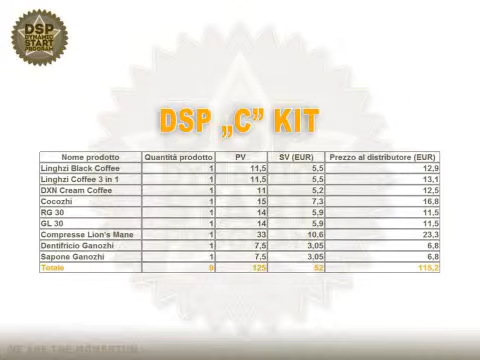 DSP
DYNAMIC
START
PROGRAM
DSP „C” KIT
Nome prodotto Quantità prodotto PV SV (EUR) Prezzo al distributore (EUR)
Linghzi Black Coffee 1 11,5 5,5 12,9
Linghzi Coffee 3 in 1 1 11,5 5,5 13,1
DXN Cream Coffee 1 11 5,2 12,5
Cocozhi 1 15 7,3 16,8
RG 30 1 14 5,9 11,5
GL 30 1 14 5,9 11,5
Compresse Lion's Mane 1 33 10,6 23,3
Dentifricio Ganozhi 1 7,5 3,05 6,8
Sapone Ganozhi 1 7,5 3,05 6,8
Totale 9 125 52 115,2
WE ARE THE MOMENTUM